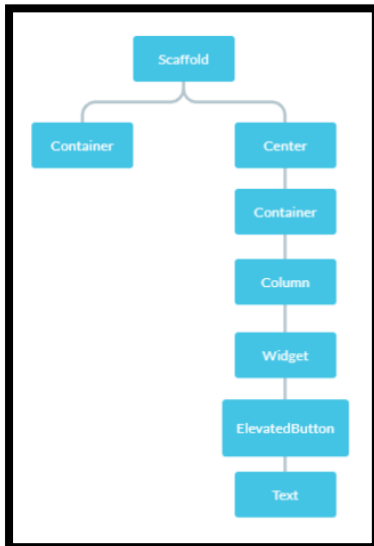 Scaffold
Container
Center
Container
Column
Widget
ElevatedButton
Text